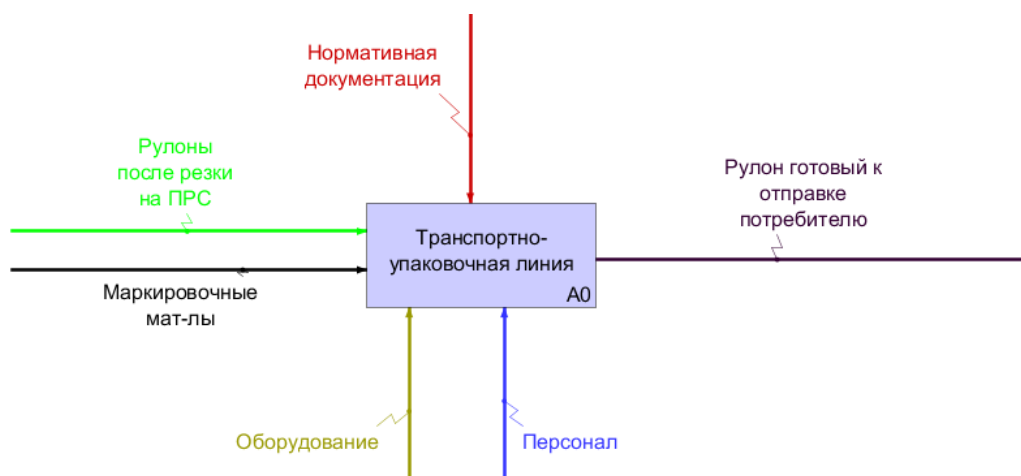 Нормативная
документация
Рулоны
после резки
на ПРС
Рулон готовый к
отправке
потребителю
Транспортно-
упаковочная линия
A0
Маркировочные
мат-лы
Оборудование
Персонал